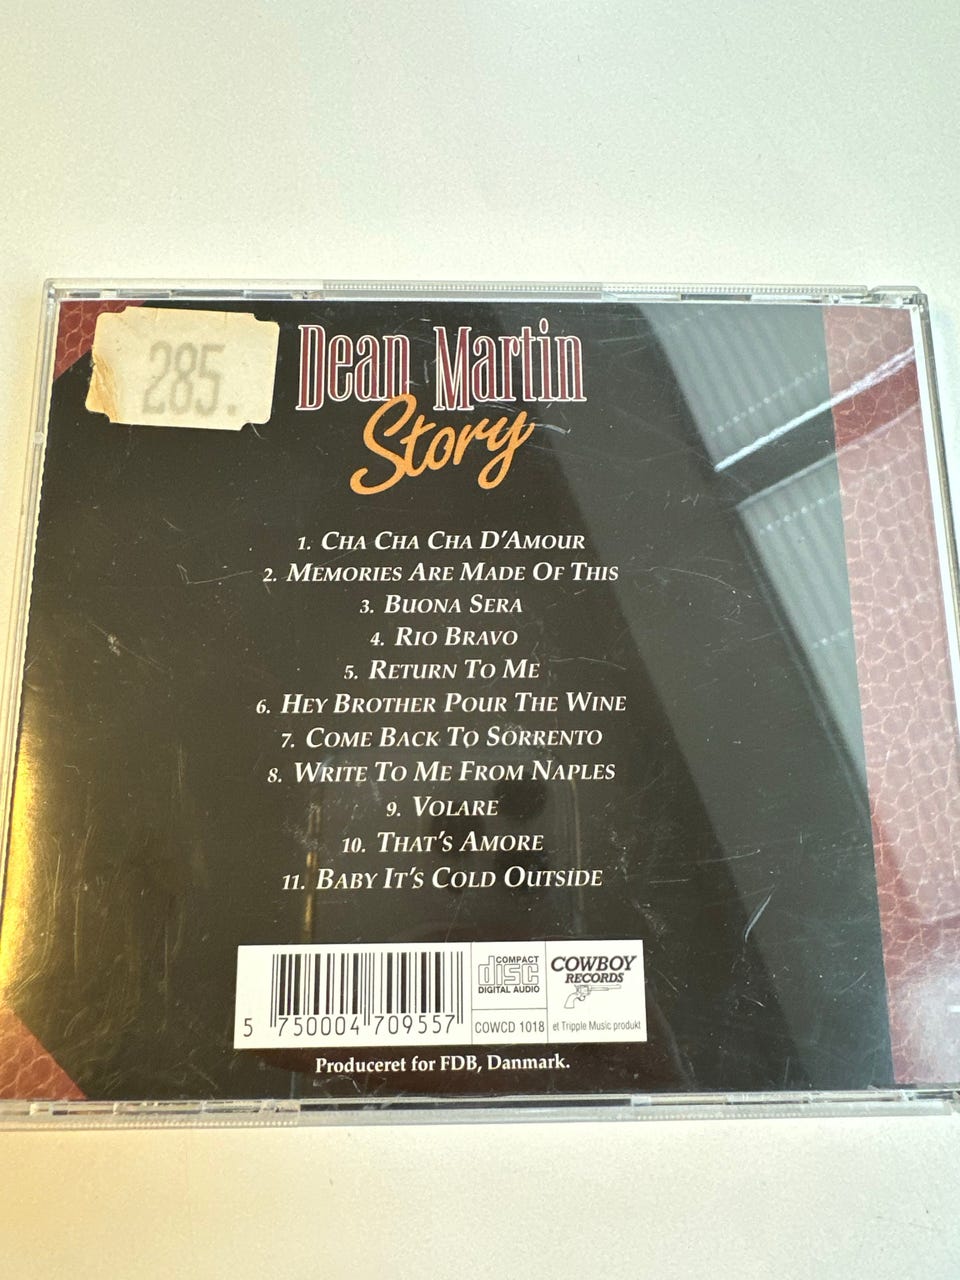 285.
Dean Martin
Story
1. CHA CHA CHA D'AMOUR
2. MEMORIES ARE MADE OF THIS
3. BUONA SERA
4. RIO BRAVO
5. RETURN TO ME
6. HEY BROTHER POUR THE WINE
7. COME BACK TO SORRENTO
8. WRITE TO ME FROM NAPLES
9. VOLARE
10. THAT'S AMORE
11. BABY IT'S COLD OUTSIDE
5 750004 709557
COMPACT
disc
DIGITAL AUDIO
COWCD 1018
COWBOY
RECORDS
et Tripple Music produkt
Produceret for FDB, Danmark.